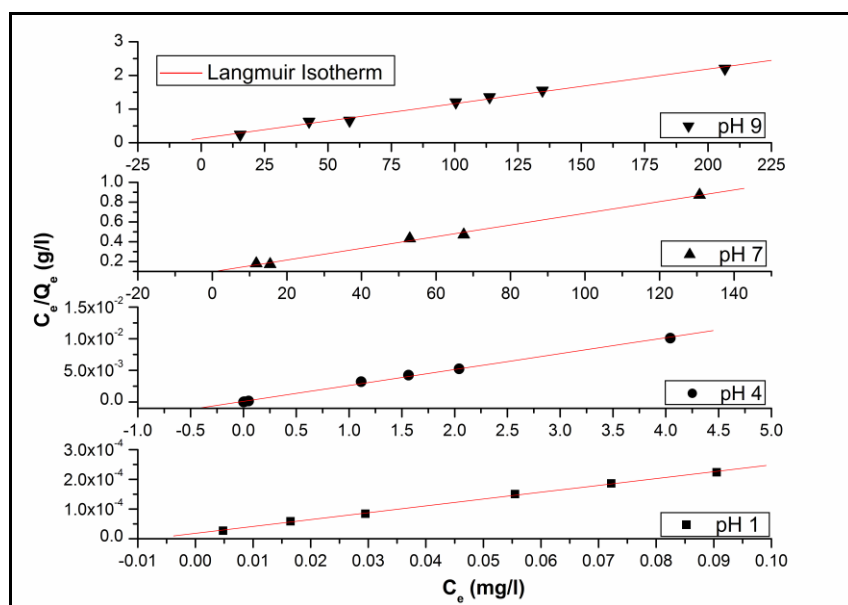 3
2
1
0
Langmuir Isotherm
pH 9
-25 0 25 50 75 100 125 150 175 200 225
1.0
0.8
0.6
0.4
0.2
pH 7
-20 0 20 40 60 80 100 120 140
C_e/Q_e (g/l)
1.5x10^-2
1.0x10^-2
5.0x10^-3
0.0
pH 4
-1.0 -0.5 0.0 0.5 1.0 1.5 2.0 2.5 3.0 3.5 4.0 4.5 5.0
3.0x10^-4
2.0x10^-4
1.0x10^-4
0.0
pH 1
-0.01 0.00 0.01 0.02 0.03 0.04 0.05 0.06 0.07 0.08 0.09 0.10
C_e (mg/l)